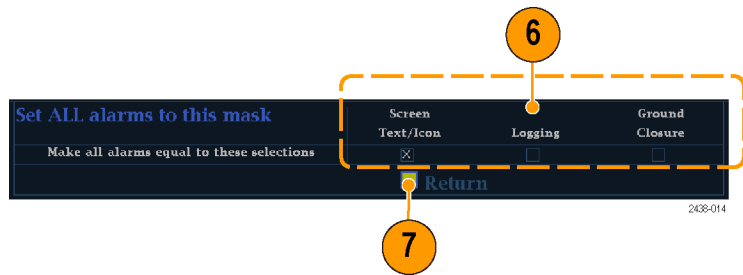 6
Set ALL alarms to this mask
Screen Text/Icon
Logging
Ground Closure
Make all alarms equal to these selections
X
Return
2438-014
7